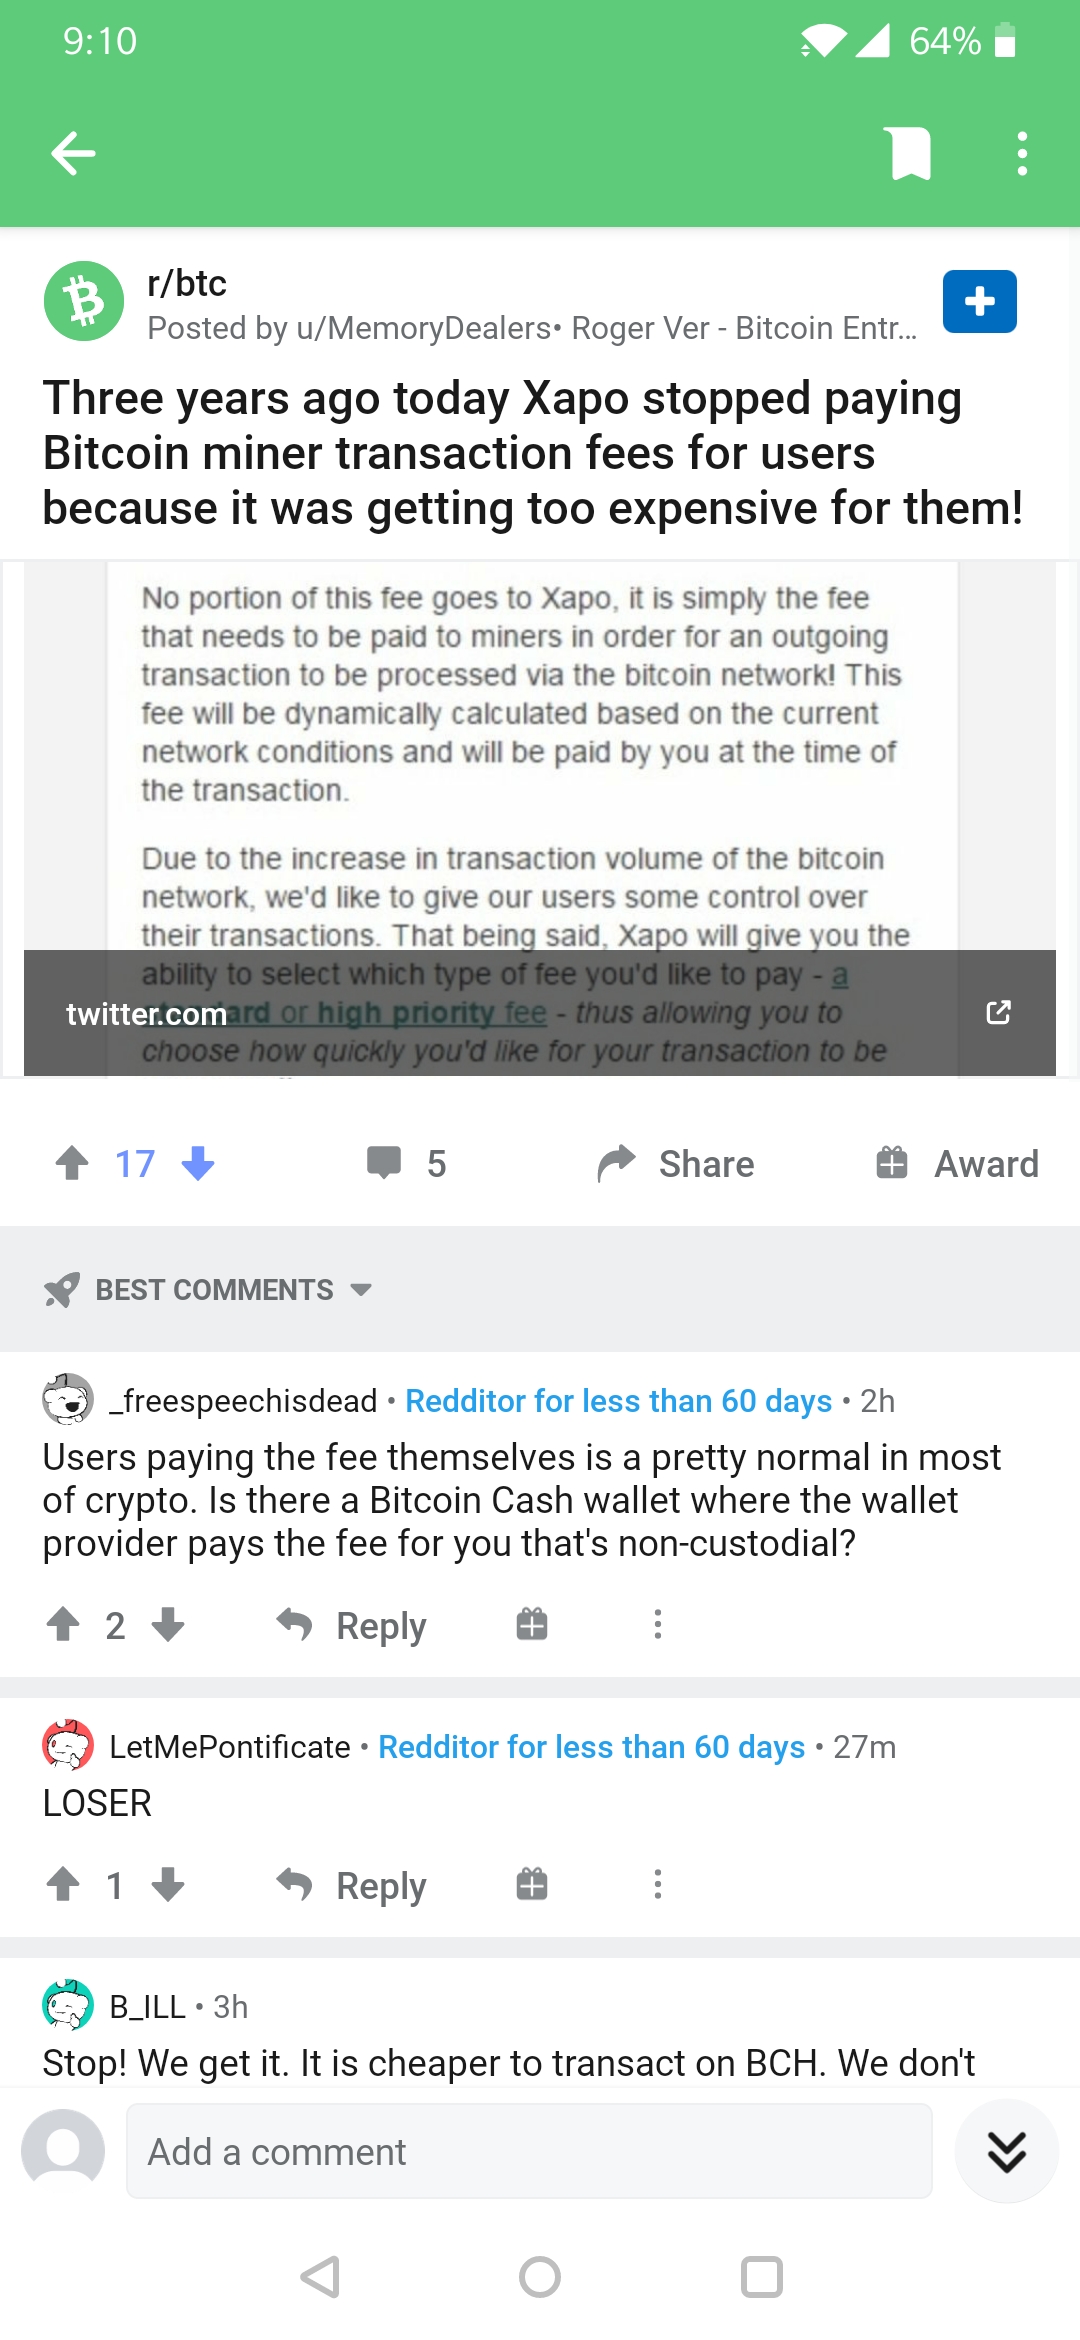 9:10
64%
r/btc
Posted by u/MemoryDealers• Roger Ver - Bitcoin Entr...
Three years ago today Xapo stopped paying
Bitcoin miner transaction fees for users
because it was getting too expensive for them!
No portion of this fee goes to Xapo, it is simply the fee
that needs to be paid to miners in order for an outgoing
transaction to be processed via the bitcoin network! This
fee will be dynamically calculated based on the current
network conditions and will be paid by you at the time of
the transaction.
Due to the increase in transaction volume of the bitcoin
network, we'd like to give our users some control over
their transactions. That being said, Xapo will give you the
ability to select which type of fee you'd like to pay - a
standard or high priority fee - thus allowing you to
twitter.com
choose how quickly you'd like for your transaction to be
17
5
Share
Award
BEST COMMENTS
_freespeechisdead • Redditor for less than 60 days • 2h
Users paying the fee themselves is a pretty normal in most
of crypto. Is there a Bitcoin Cash wallet where the wallet
provider pays the fee for you that's non-custodial?
2
Reply
LetMePontificate • Redditor for less than 60 days • 27m
LOSER
1
Reply
B_ILL • 3h
Stop! We get it. It is cheaper to transact on BCH. We don't
Add a comment